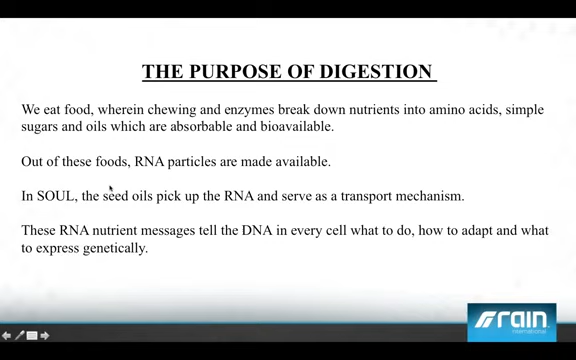 THE PURPOSE OF DIGESTION
We eat food, wherein chewing and enzymes break down nutrients into amino acids, simple
sugars and oils which are absorbable and bioavailable.
Out of these foods, RNA particles are made available.
In SOUL, the seed oils pick up the RNA and serve as a transport mechanism.
These RNA nutrient messages tell the DNA in every cell what to do, how to adapt and what
to express genetically.
rain
international